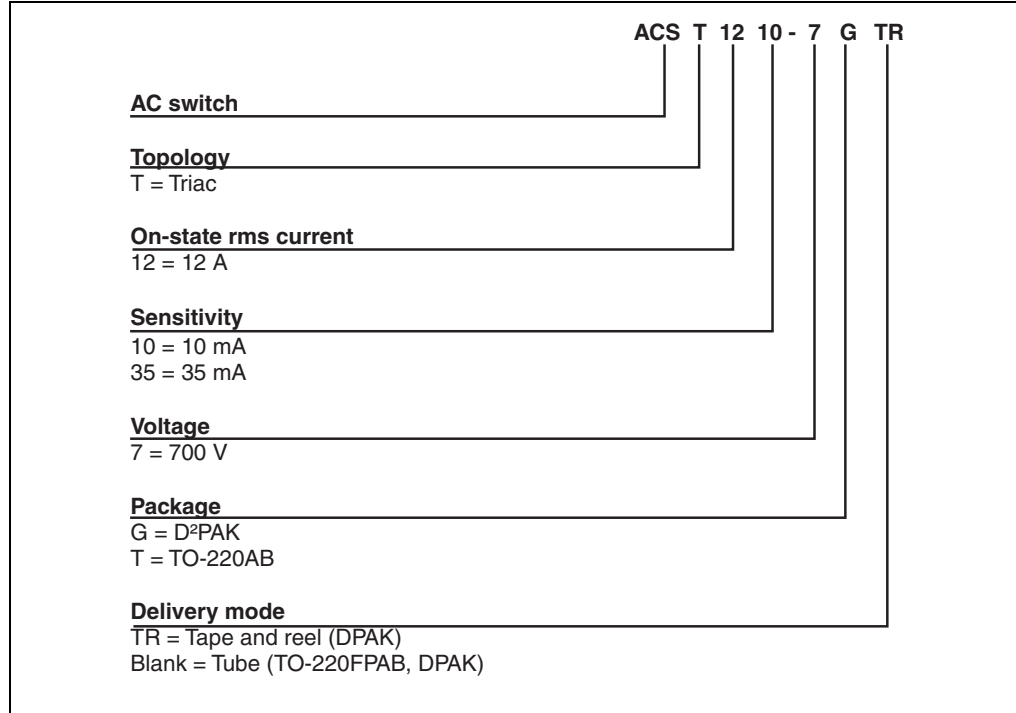 ACS T 12 10 - 7 G TR
AC switch
Topology
T = Triac
On-state rms current
12 = 12 A
Sensitivity
10 = 10 mA
35 = 35 mA
Voltage
7 = 700 V
Package
G = D²PAK
T = TO-220AB
Delivery mode
TR = Tape and reel (DPAK)
Blank = Tube (TO-220FPAB, DPAK)